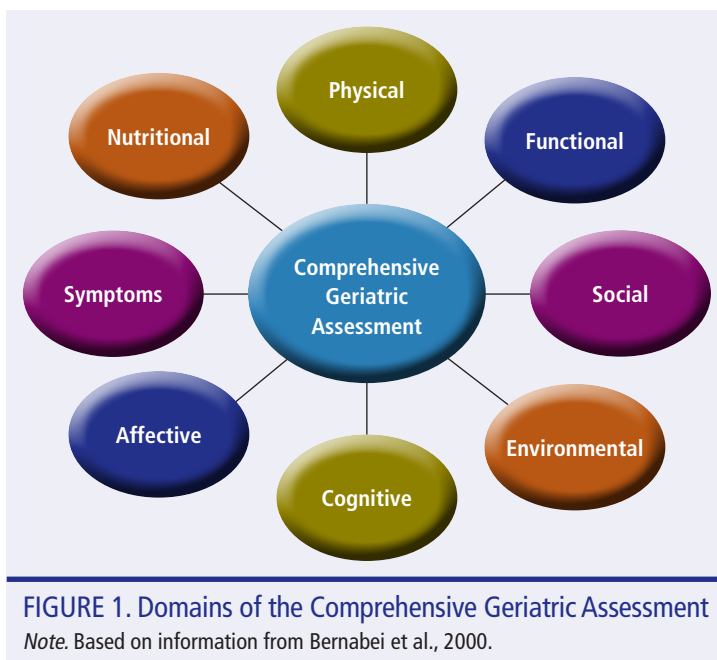 Physical
Functional
Social
Environmental
Cognitive
Affective
Symptoms
Nutritional
Comprehensive
Geriatric
Assessment
FIGURE 1. Domains of the Comprehensive Geriatric Assessment
Note. Based on information from Bernabei et al., 2000.